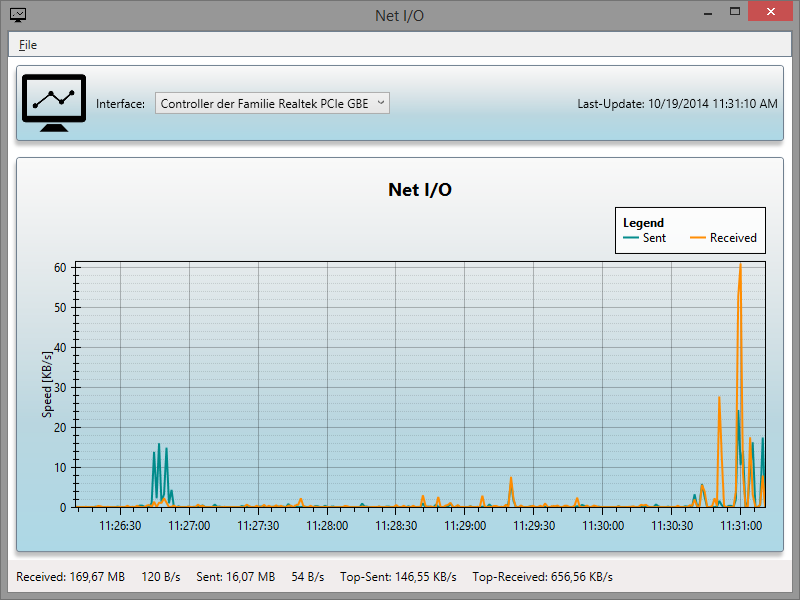 Net I/O
File
Interface: Controller der Familie Realtek PCIe GBE Last-Update: 10/19/2014 11:31:10 AM
Net I/O
Legend
Sent Received
Speed [KB/s]
60
50
40
30
20
10
0
11:26:30 11:27:00 11:27:30 11:28:00 11:28:30 11:29:00 11:29:30 11:30:00 11:30:30 11:31:00
Received: 169,67 MB 120 B/s Sent: 16,07 MB 54 B/s Top-Sent: 146,55 KB/s Top-Received: 656,56 KB/s